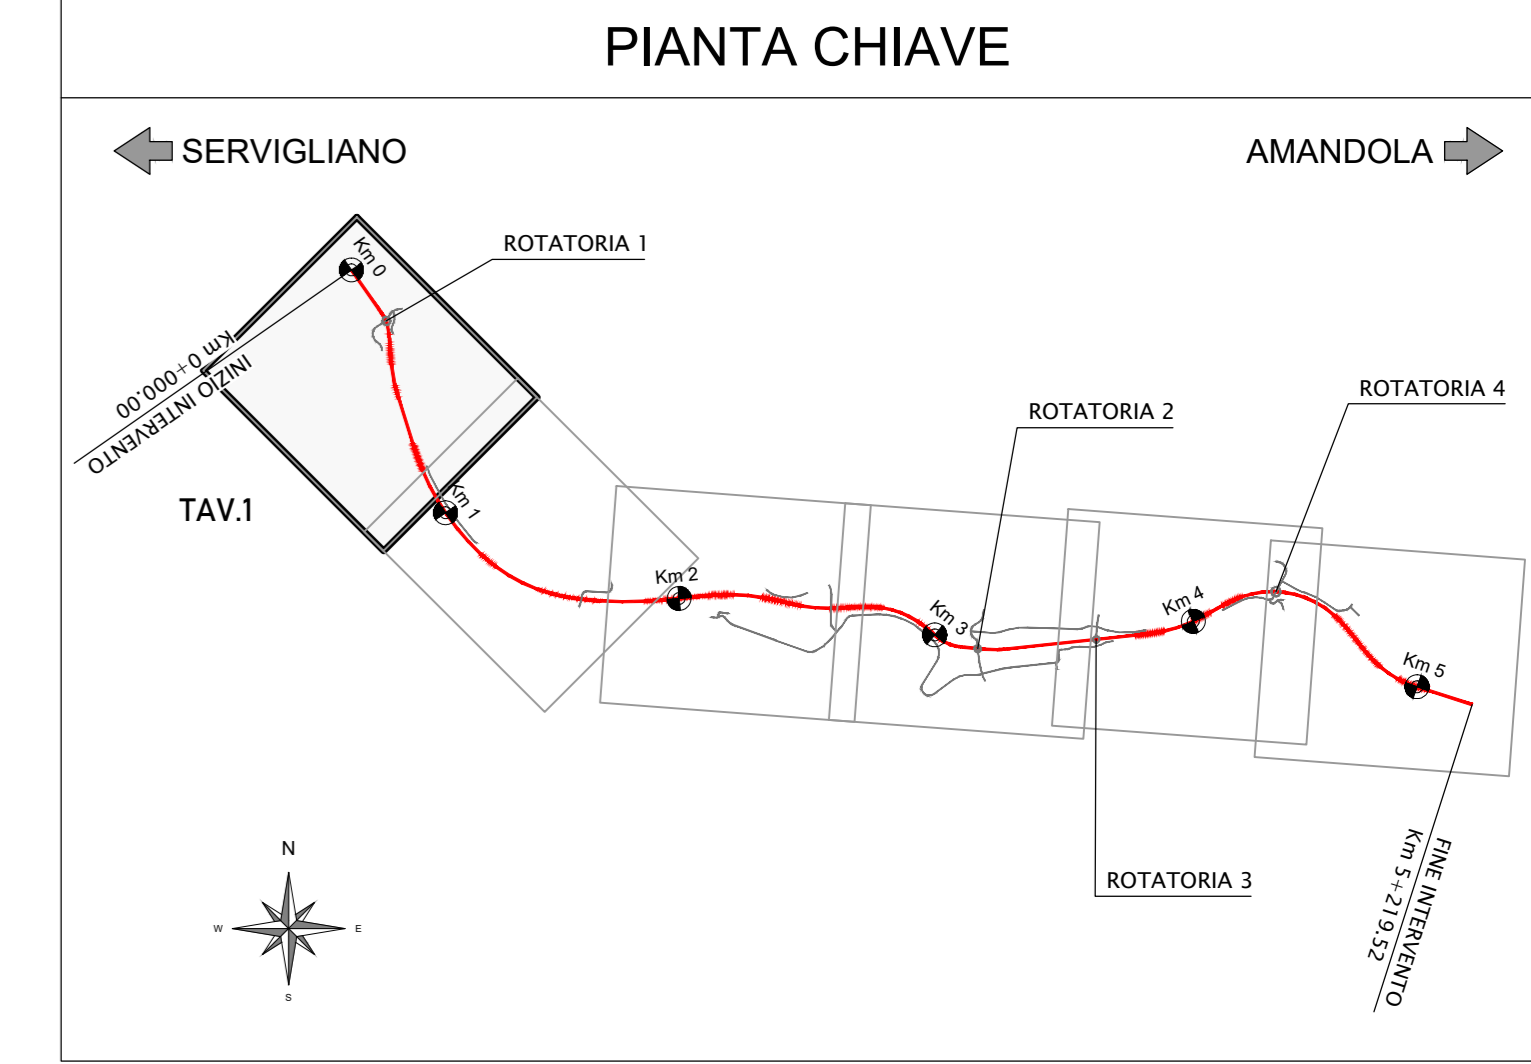 PIANTA CHIAVE
SERVIGLIANO
AMANDOLA
ROTATORIA 1
Km 0
Km 0+000.00
INIZIO INTERVENTO
TAV.1
Km 1
ROTATORIA 2
ROTATORIA 4
Km 2
Km 3
Km 4
Km 5
ROTATORIA 3
FINE INTERVENTO
Km 5+219.52
N
W
E
S